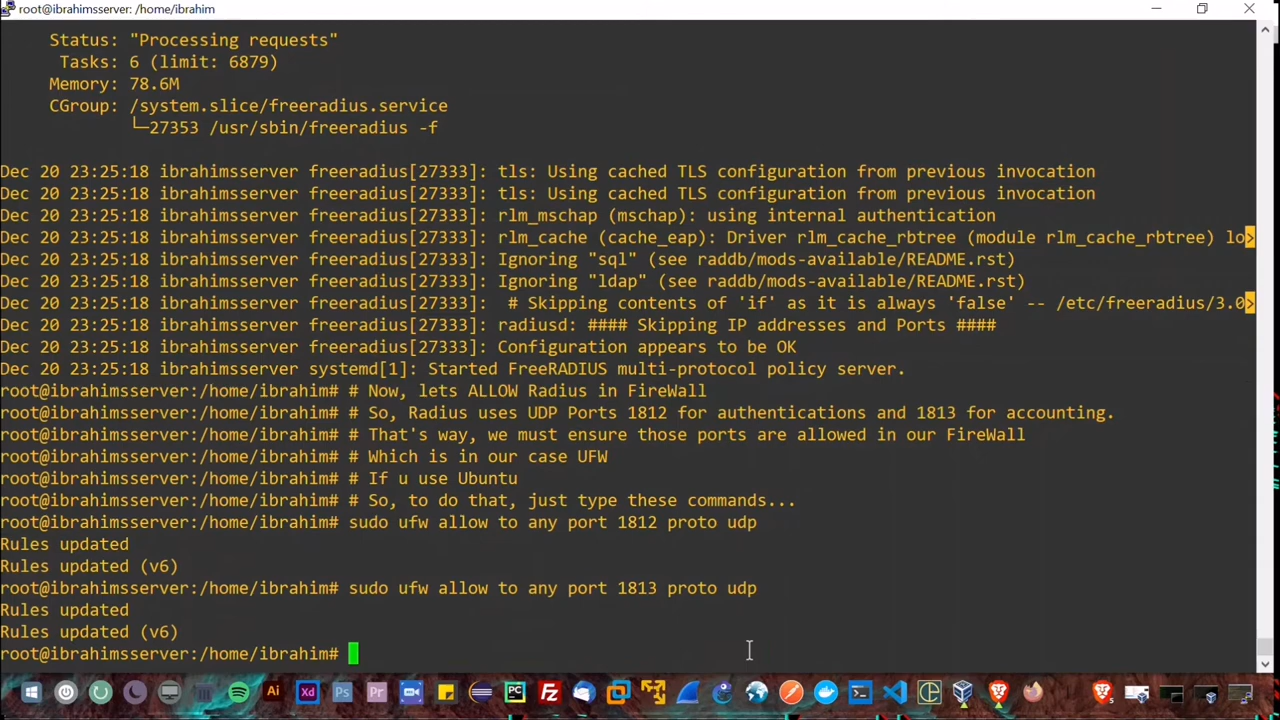 root@ibrahimsserver: /home/ibrahim
Status: "Processing requests"
Tasks: 6 (limit: 6879)
Memory: 78.6M
CGroup: /system.slice/freeradius.service
└─27353 /usr/sbin/freeradius -f
Dec 20 23:25:18 ibrahimsserver freeradius[27333]: tls: Using cached TLS configuration from previous invocation
Dec 20 23:25:18 ibrahimsserver freeradius[27333]: tls: Using cached TLS configuration from previous invocation
Dec 20 23:25:18 ibrahimsserver freeradius[27333]: rlm_mschap (mschap): using internal authentication
Dec 20 23:25:18 ibrahimsserver freeradius[27333]: rlm_cache (cache_eap): Driver rlm_cache_rbtree (module rlm_cache_rbtree) lo>
Dec 20 23:25:18 ibrahimsserver freeradius[27333]: Ignoring "sql" (see raddb/mods-available/README.rst)
Dec 20 23:25:18 ibrahimsserver freeradius[27333]: Ignoring "ldap" (see raddb/mods-available/README.rst)
Dec 20 23:25:18 ibrahimsserver freeradius[27333]:  # Skipping contents of 'if' as it is always 'false' -- /etc/freeradius/3.0>
Dec 20 23:25:18 ibrahimsserver freeradius[27333]: radiusd: #### Skipping IP addresses and Ports ####
Dec 20 23:25:18 ibrahimsserver freeradius[27333]: Configuration appears to be OK
Dec 20 23:25:18 ibrahimsserver systemd[1]: Started FreeRADIUS multi-protocol policy server.
root@ibrahimsserver:/home/ibrahim# # Now, lets ALLOW Radius in FireWall
root@ibrahimsserver:/home/ibrahim# # So, Radius uses UDP Ports 1812 for authentications and 1813 for accounting.
root@ibrahimsserver:/home/ibrahim# # That's way, we must ensure those ports are allowed in our FireWall
root@ibrahimsserver:/home/ibrahim# # Which is in our case UFW
root@ibrahimsserver:/home/ibrahim# # If u use Ubuntu
root@ibrahimsserver:/home/ibrahim# # So, to do that, just type these commands...
root@ibrahimsserver:/home/ibrahim# sudo ufw allow to any port 1812 proto udp
Rules updated
Rules updated (v6)
root@ibrahimsserver:/home/ibrahim# sudo ufw allow to any port 1813 proto udp
Rules updated
Rules updated (v6)
root@ibrahimsserver:/home/ibrahim#
Ai Xd Ps Pr PC FZ